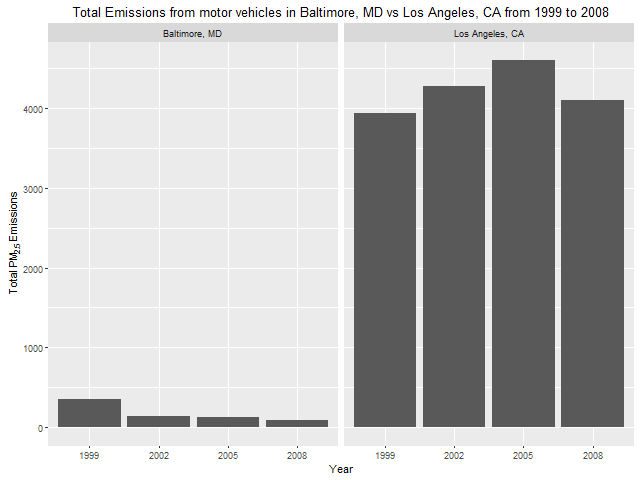 Total Emissions from motor vehicles in Baltimore, MD vs Los Angeles, CA from 1999 to 2008
Baltimore, MD
Los Angeles, CA
Total PM2.5 Emissions
4000
3000
2000
1000
0
1999
2002
2005
2008
1999
2002
2005
2008
Year